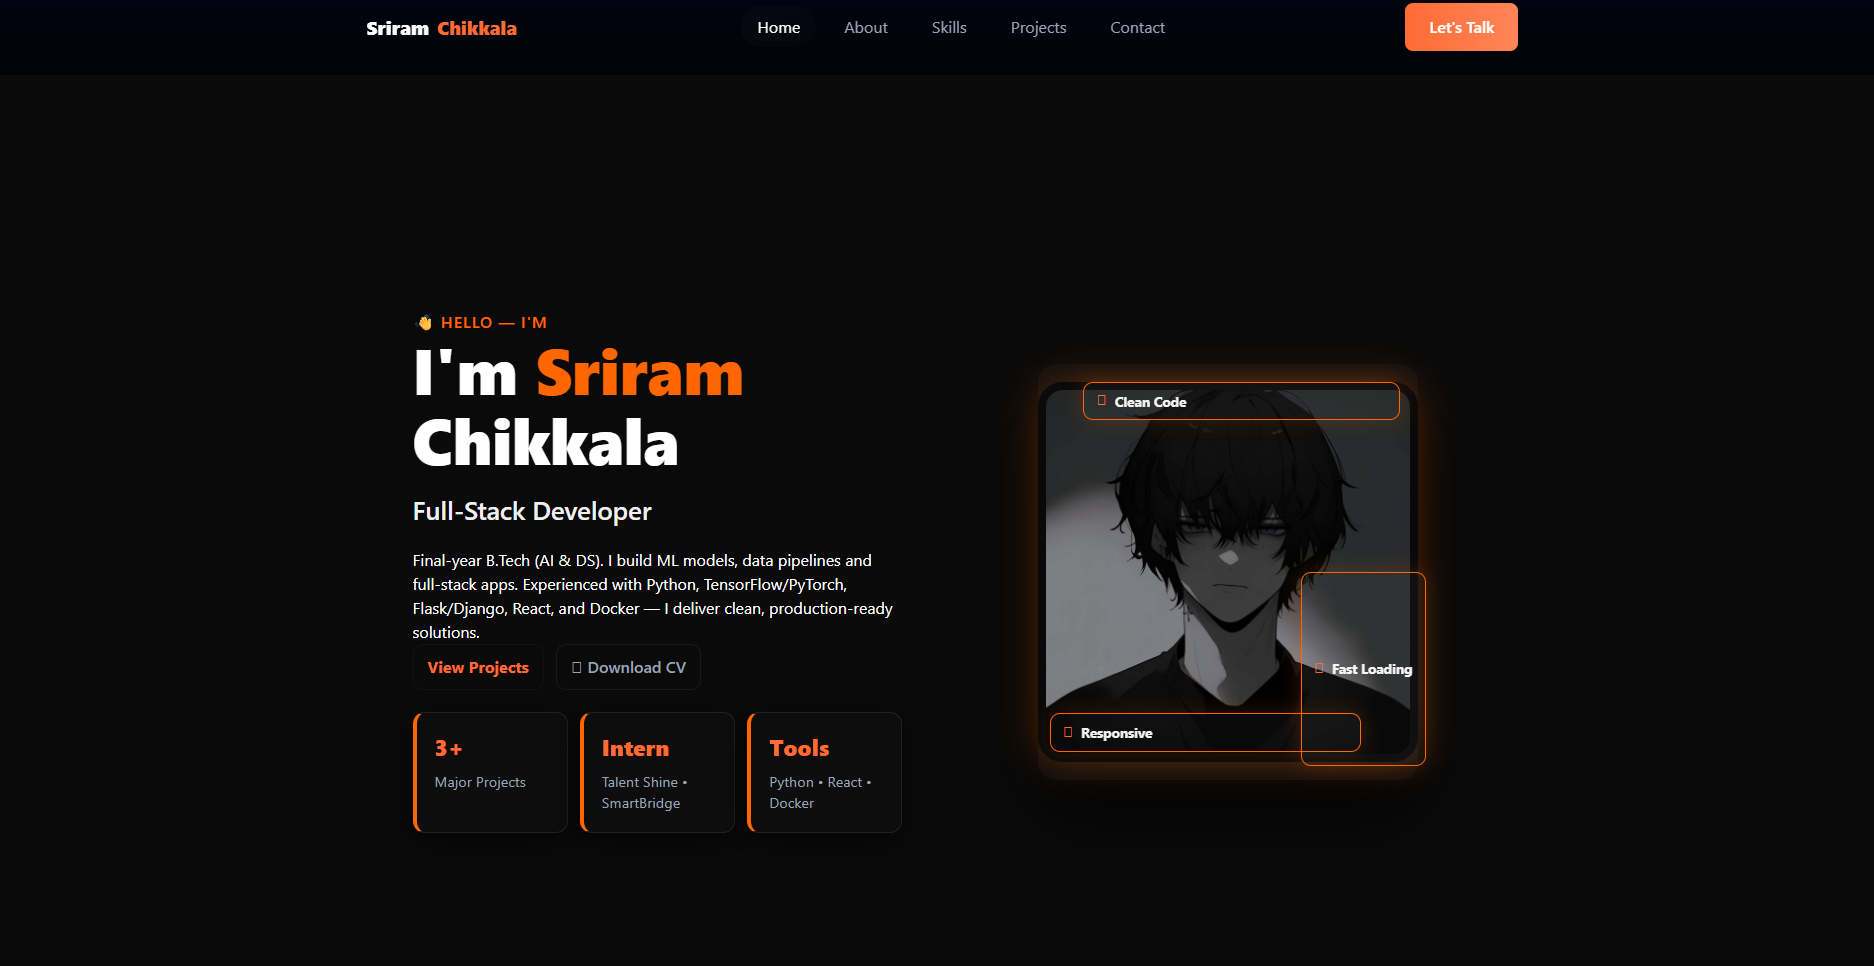 Sriram Chikkala
Home
About
Skills
Projects
Contact
Let's Talk
👋 HELLO — I'M
I'm Sriram
Chikkala
Full-Stack Developer
Final-year B.Tech (AI & DS). I build ML models, data pipelines and
full-stack apps. Experienced with Python, TensorFlow/PyTorch,
Flask/Django, React, and Docker — I deliver clean, production-ready
solutions.
View Projects
Download CV
3+
Major Projects
Intern
Talent Shine •
SmartBridge
Tools
Python • React •
Docker
Clean Code
Fast Loading
Responsive